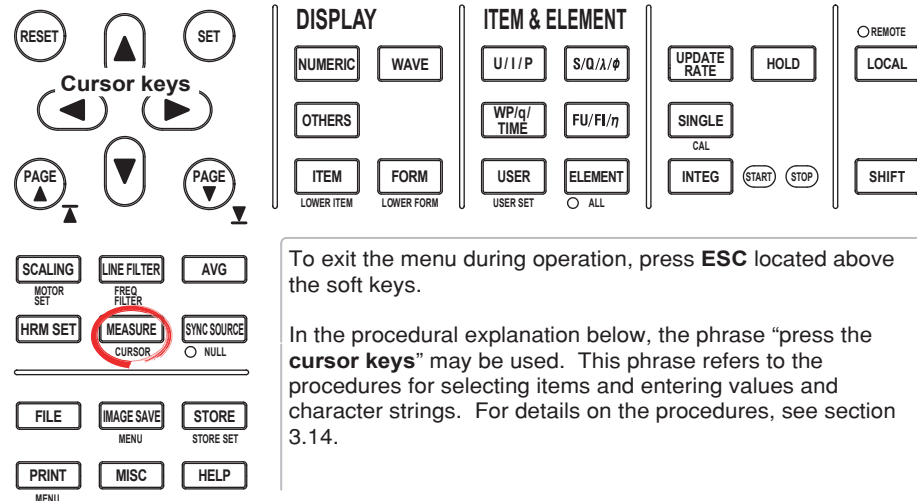 RESET
SET
Cursor keys
PAGE
PAGE
DISPLAY
NUMERIC
WAVE
OTHERS
ITEM
FORM
LOWER ITEM
LOWER FORM
ITEM & ELEMENT
U / I / P
S/Q/λ/ø
WP/q/
TIME
FU/FI/η
USER
ELEMENT
USER SET
ALL
UPDATE
RATE
HOLD
SINGLE
CAL
INTEG
START
STOP
REMOTE
LOCAL
SHIFT
SCALING
LINE FILTER
AVG
MOTOR
SET
FREQ
FILTER
HRM SET
MEASURE
SYNC SOURCE
CURSOR
NULL
FILE
IMAGE SAVE
STORE
MENU
STORE SET
PRINT
MISC
HELP
MENU
To exit the menu during operation, press ESC located above
the soft keys.
In the procedural explanation below, the phrase “press the
cursor keys” may be used. This phrase refers to the
procedures for selecting items and entering values and
character strings. For details on the procedures, see section
3.14.